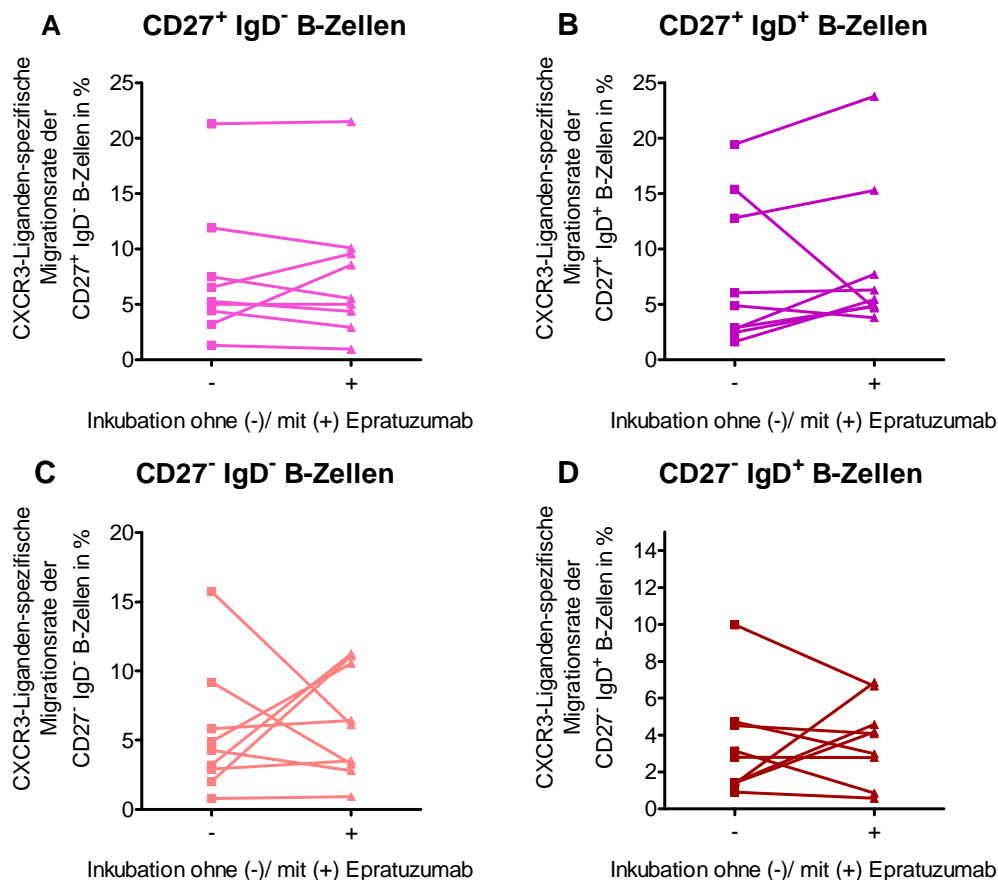 A CD27⁺ IgD⁻ B-Zellen
CXCR3-Liganden-spezifische
Migrationsrate der
CD27⁺ IgD⁻ B-Zellen in %
25
20
15
10
5
0
- +
Inkubation ohne (-)/ mit (+) Epratuzumab
B CD27⁺ IgD⁺ B-Zellen
CXCR3-Liganden-spezifische
Migrationsrate der
CD27⁺ IgD⁺ B-Zellen in %
25
20
15
10
5
0
- +
Inkubation ohne (-)/ mit (+) Epratuzumab
C CD27⁻ IgD⁻ B-Zellen
CXCR3-Liganden-spezifische
Migrationsrate der
CD27⁻ IgD⁻ B-Zellen in %
20
15
10
5
0
- +
Inkubation ohne (-)/ mit (+) Epratuzumab
D CD27⁻ IgD⁺ B-Zellen
CXCR3-Liganden-spezifische
Migrationsrate der
CD27⁻ IgD⁺ B-Zellen in %
14
12
10
8
6
4
2
0
- +
Inkubation ohne (-)/ mit (+) Epratuzumab